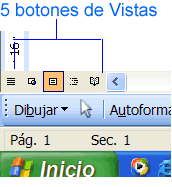 5 botones de Vistas
16
Dibujar Autoforma
Pág. 1 Sec. 1
Inicio